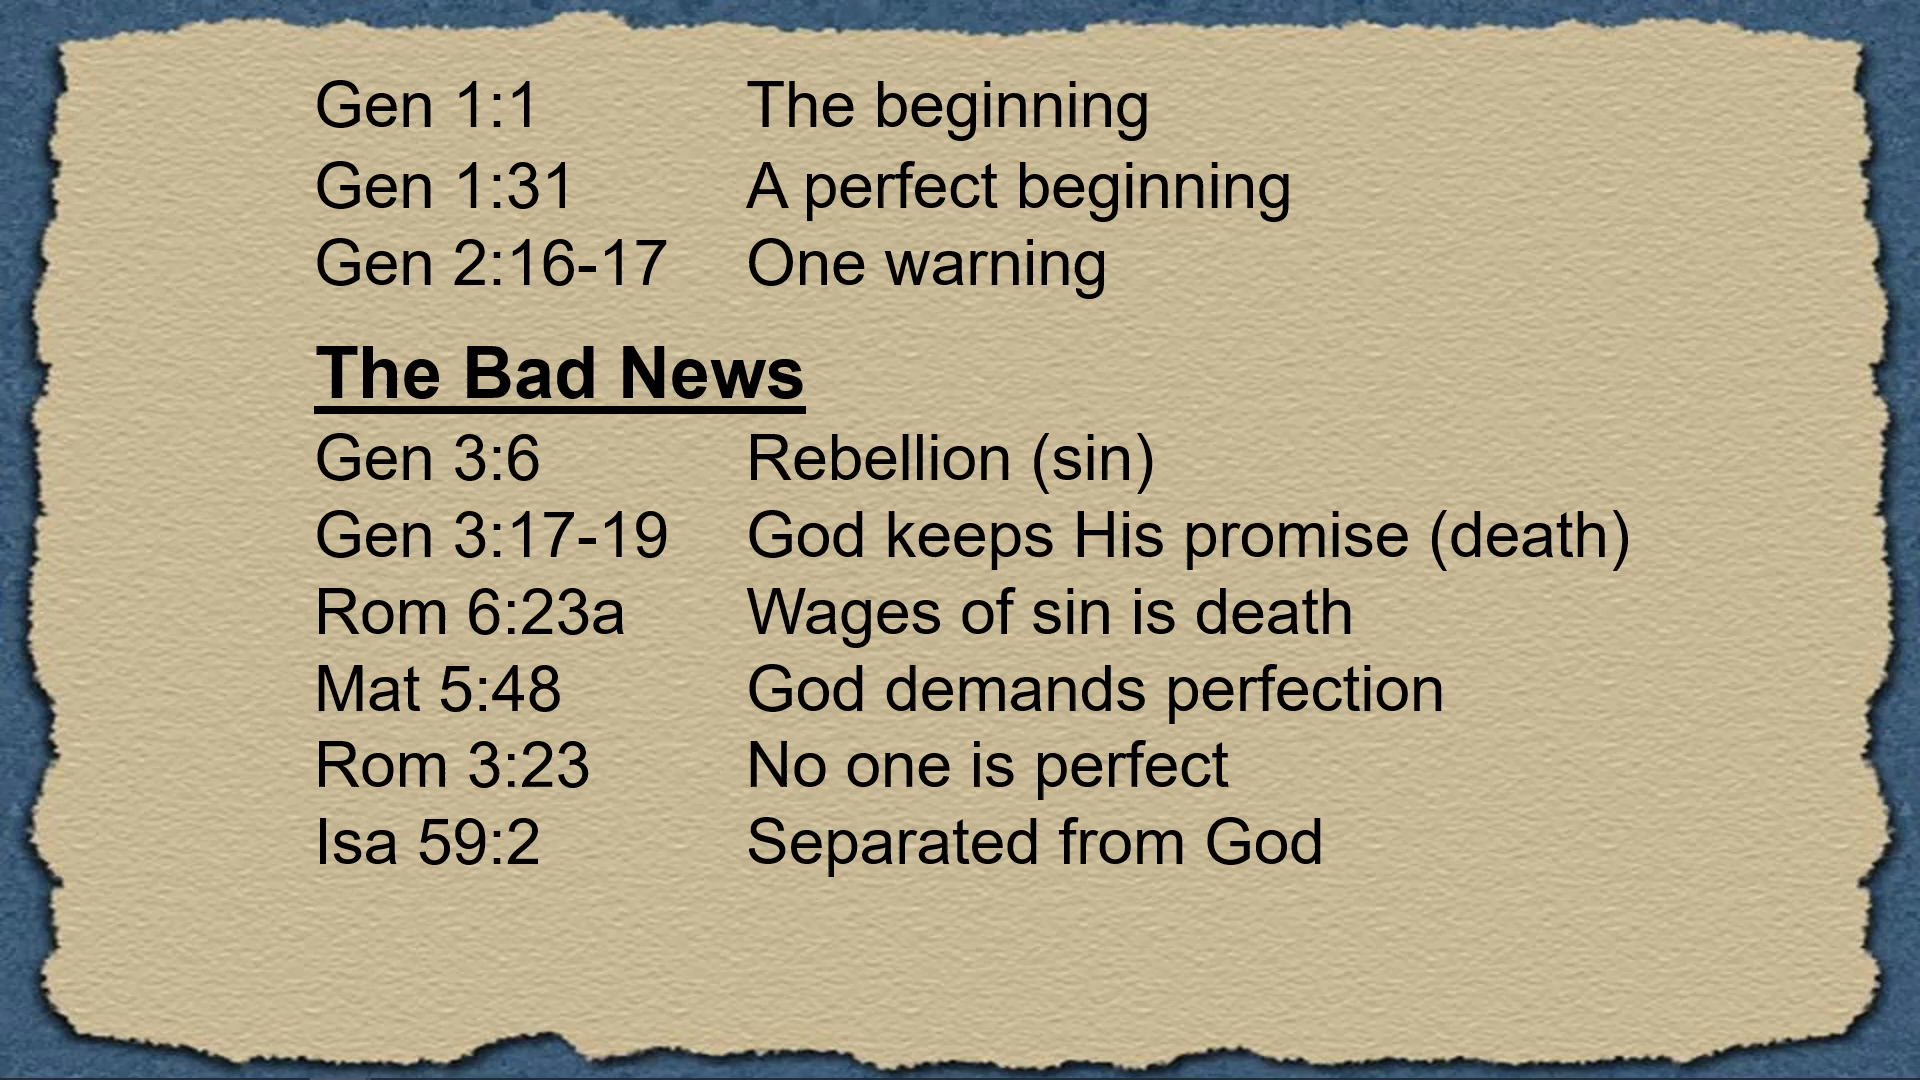 Gen 1:1 The beginning
Gen 1:31 A perfect beginning
Gen 2:16-17 One warning
The Bad News
Gen 3:6 Rebellion (sin)
Gen 3:17-19 God keeps His promise (death)
Rom 6:23a Wages of sin is death
Mat 5:48 God demands perfection
Rom 3:23 No one is perfect
Isa 59:2 Separated from God